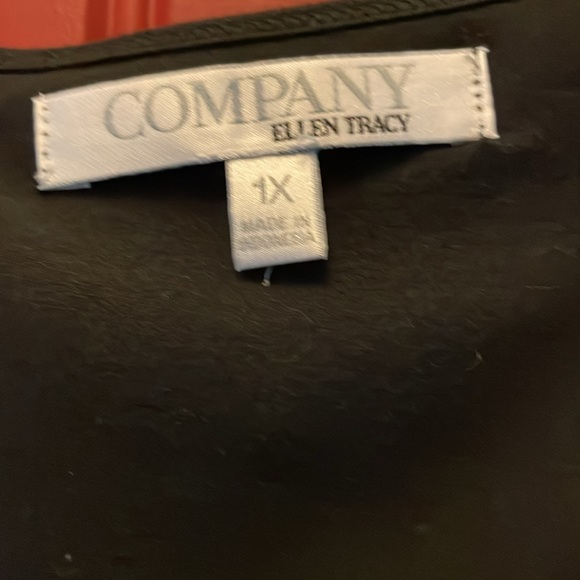 COMPANY
ELLEN TRACY
1X
MADE IN
INDONESIA